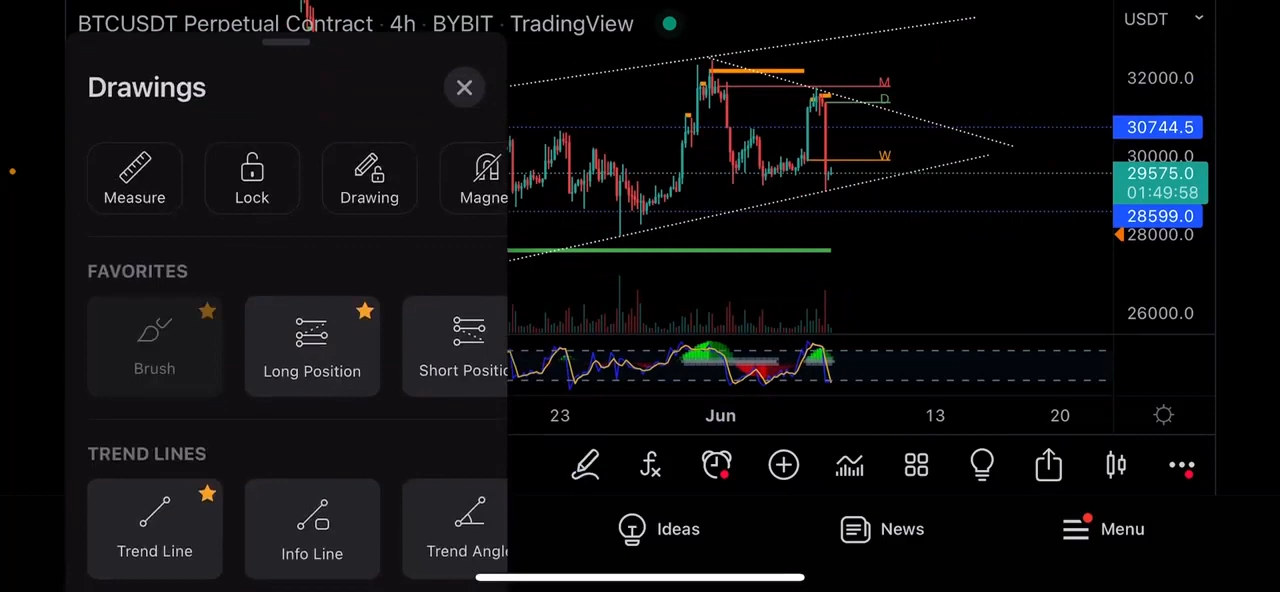 BTCUSDT Perpetual Contract · 4h · BYBIT · TradingView
USDT
Drawings
Measure
Lock
Drawing
Magne
FAVORITES
Brush
Long Position
Short Positic
TREND LINES
Trend Line
Info Line
Trend Angle
M
D
W
32000.0
30744.5
30000.0
29575.0
01:49:58
28599.0
28000.0
26000.0
23
Jun
13
20
Ideas
News
Menu